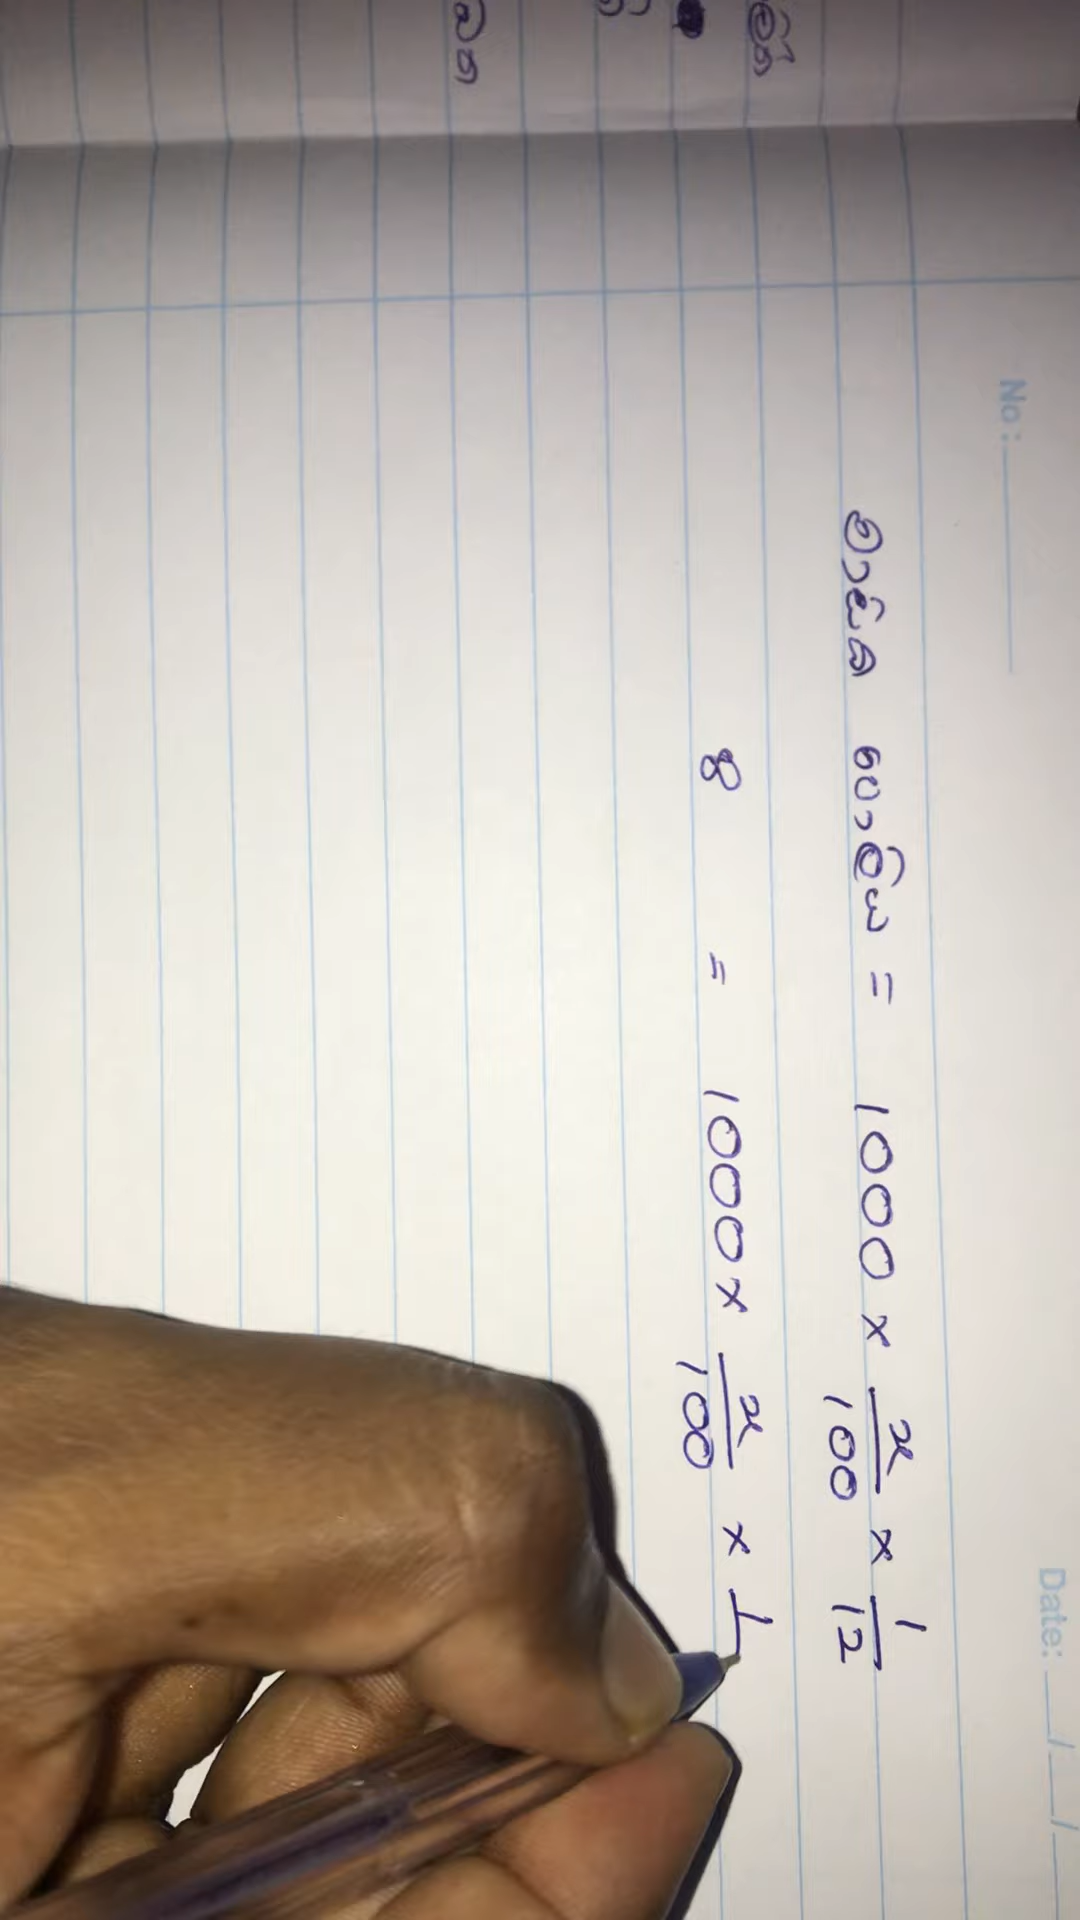 No :
Date: / /
මාසික පොලිය = 1000 × x/100 × 1/12
8 = 1000 × x/100 × 1